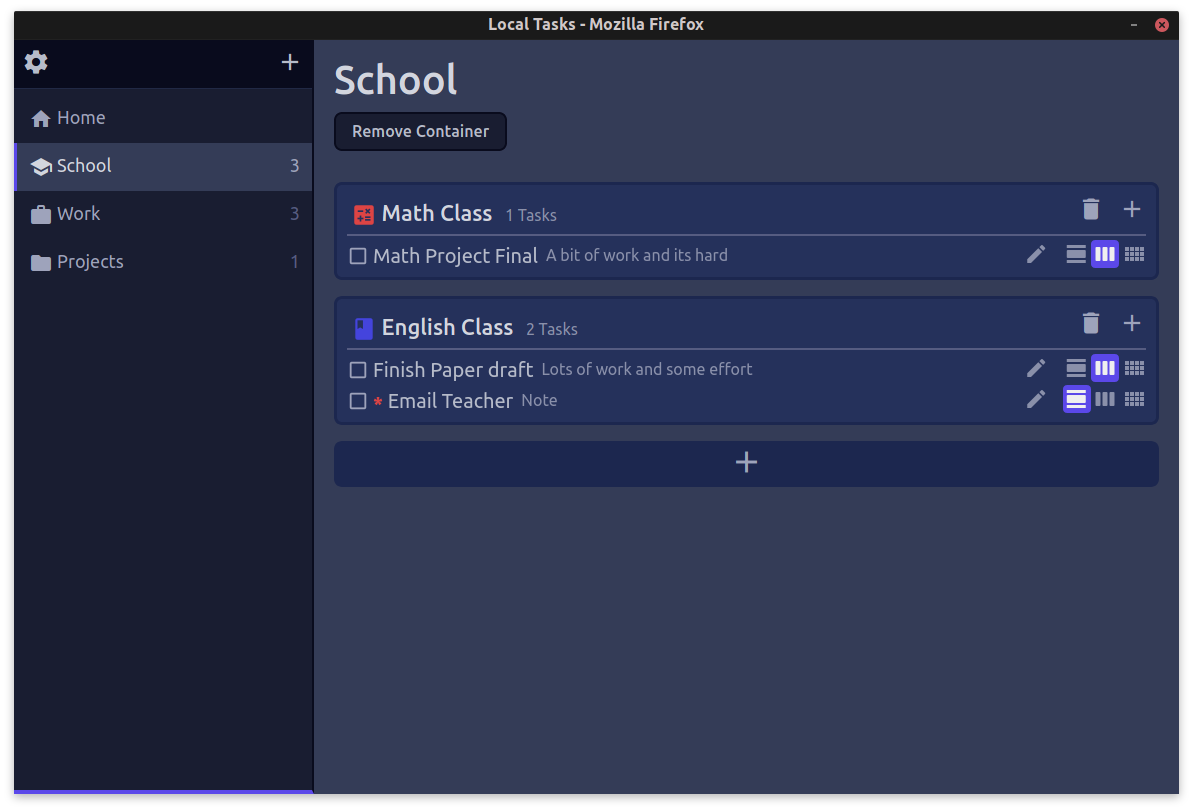 Local Tasks - Mozilla Firefox
Home
School 3
Work 3
Projects 1
School
Remove Container
Math Class 1 Tasks
Math Project Final A bit of work and its hard
English Class 2 Tasks
Finish Paper draft Lots of work and some effort
* Email Teacher Note